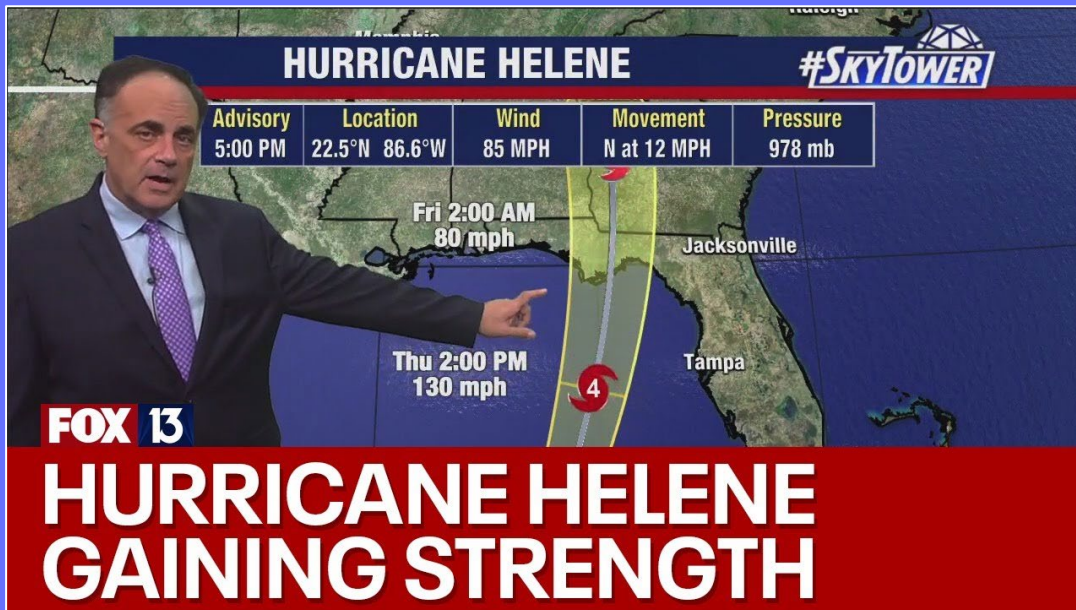 Raleigh
Memphis
HURRICANE HELENE
#SKYTOWER
Advisory Location Wind Movement Pressure
5:00 PM 22.5°N 86.6°W 85 MPH N at 12 MPH 978 mb
Fri 2:00 AM
80 mph
Jacksonville
Thu 2:00 PM
130 mph
Tampa
4
FOX 13
HURRICANE HELENE
GAINING STRENGTH